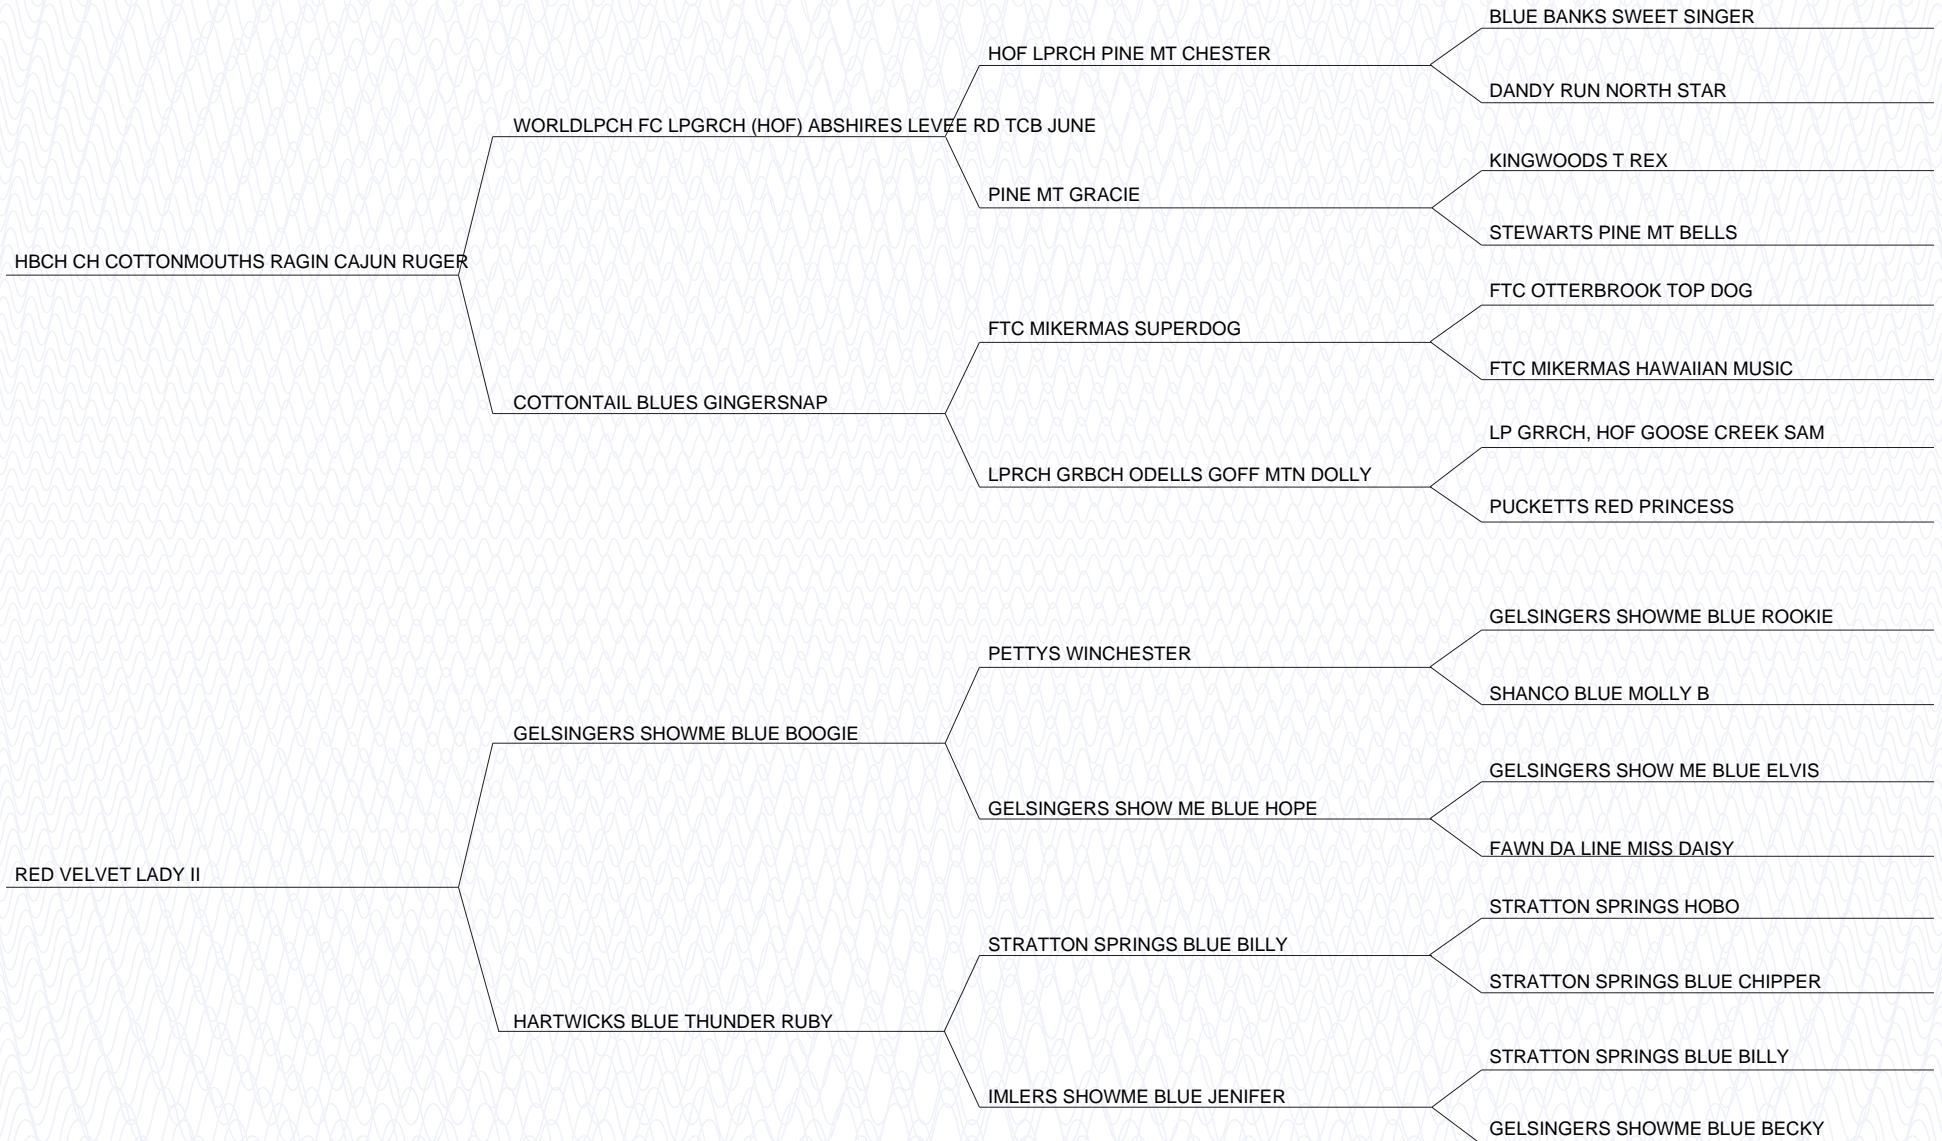 BLUE BANKS SWEET SINGER
HOF LPRCH PINE MT CHESTER
DANDY RUN NORTH STAR
WORLDLPCH FC LPGRCH (HOF) ABSHIRES LEVEE RD TCB JUNE
KINGWOODS T REX
PINE MT GRACIE
STEWARTS PINE MT BELLS
HBCH CH COTTONMOUTHS RAGIN CAJUN RUGER
FTC OTTERBROOK TOP DOG
FTC MIKERMAS SUPERDOG
FTC MIKERMAS HAWAIIAN MUSIC
COTTONTAIL BLUES GINGERSNAP
LP GRRCH, HOF GOOSE CREEK SAM
LPRCH GRBCH ODELLS GOFF MTN DOLLY
PUCKETTS RED PRINCESS
GELSINGERS SHOWME BLUE ROOKIE
PETTYS WINCHESTER
SHANCO BLUE MOLLY B
GELSINGERS SHOWME BLUE BOOGIE
GELSINGERS SHOW ME BLUE ELVIS
GELSINGERS SHOW ME BLUE HOPE
FAWN DA LINE MISS DAISY
RED VELVET LADY II
STRATTON SPRINGS HOBO
STRATTON SPRINGS BLUE BILLY
STRATTON SPRINGS BLUE CHIPPER
HARTWICKS BLUE THUNDER RUBY
STRATTON SPRINGS BLUE BILLY
IMLERS SHOWME BLUE JENIFER
GELSINGERS SHOWME BLUE BECKY